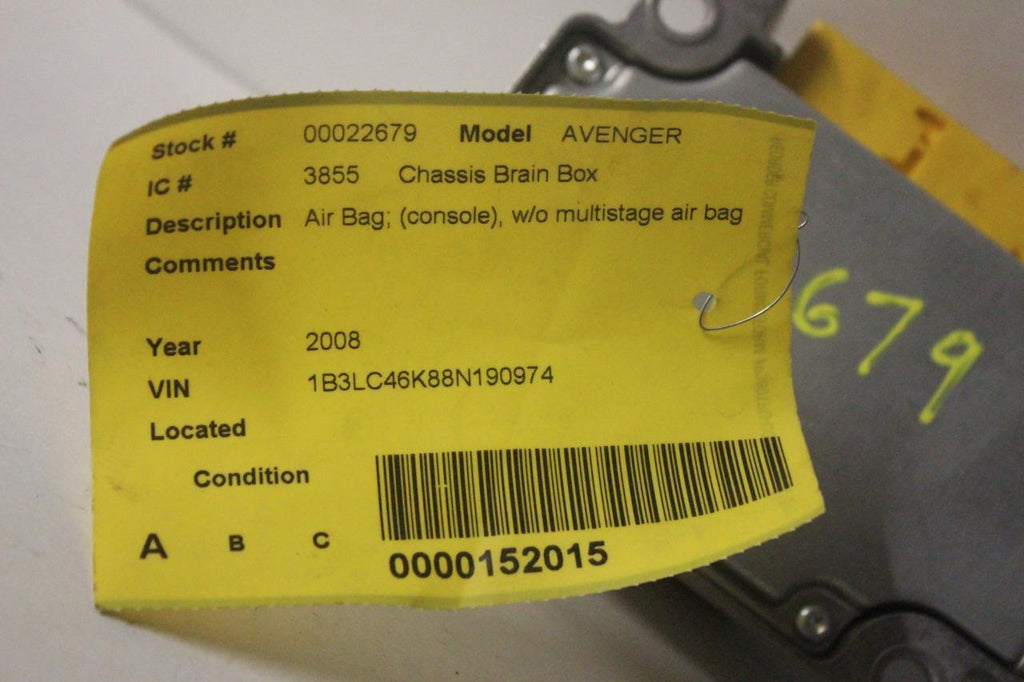 Stock # 00022679 Model AVENGER
IC # 3855 Chassis Brain Box
Description Air Bag; (console), w/o multistage air bag
Comments
Year 2008
VIN 1B3LC46K88N190974
Located
Condition
A B C
0000152015
679